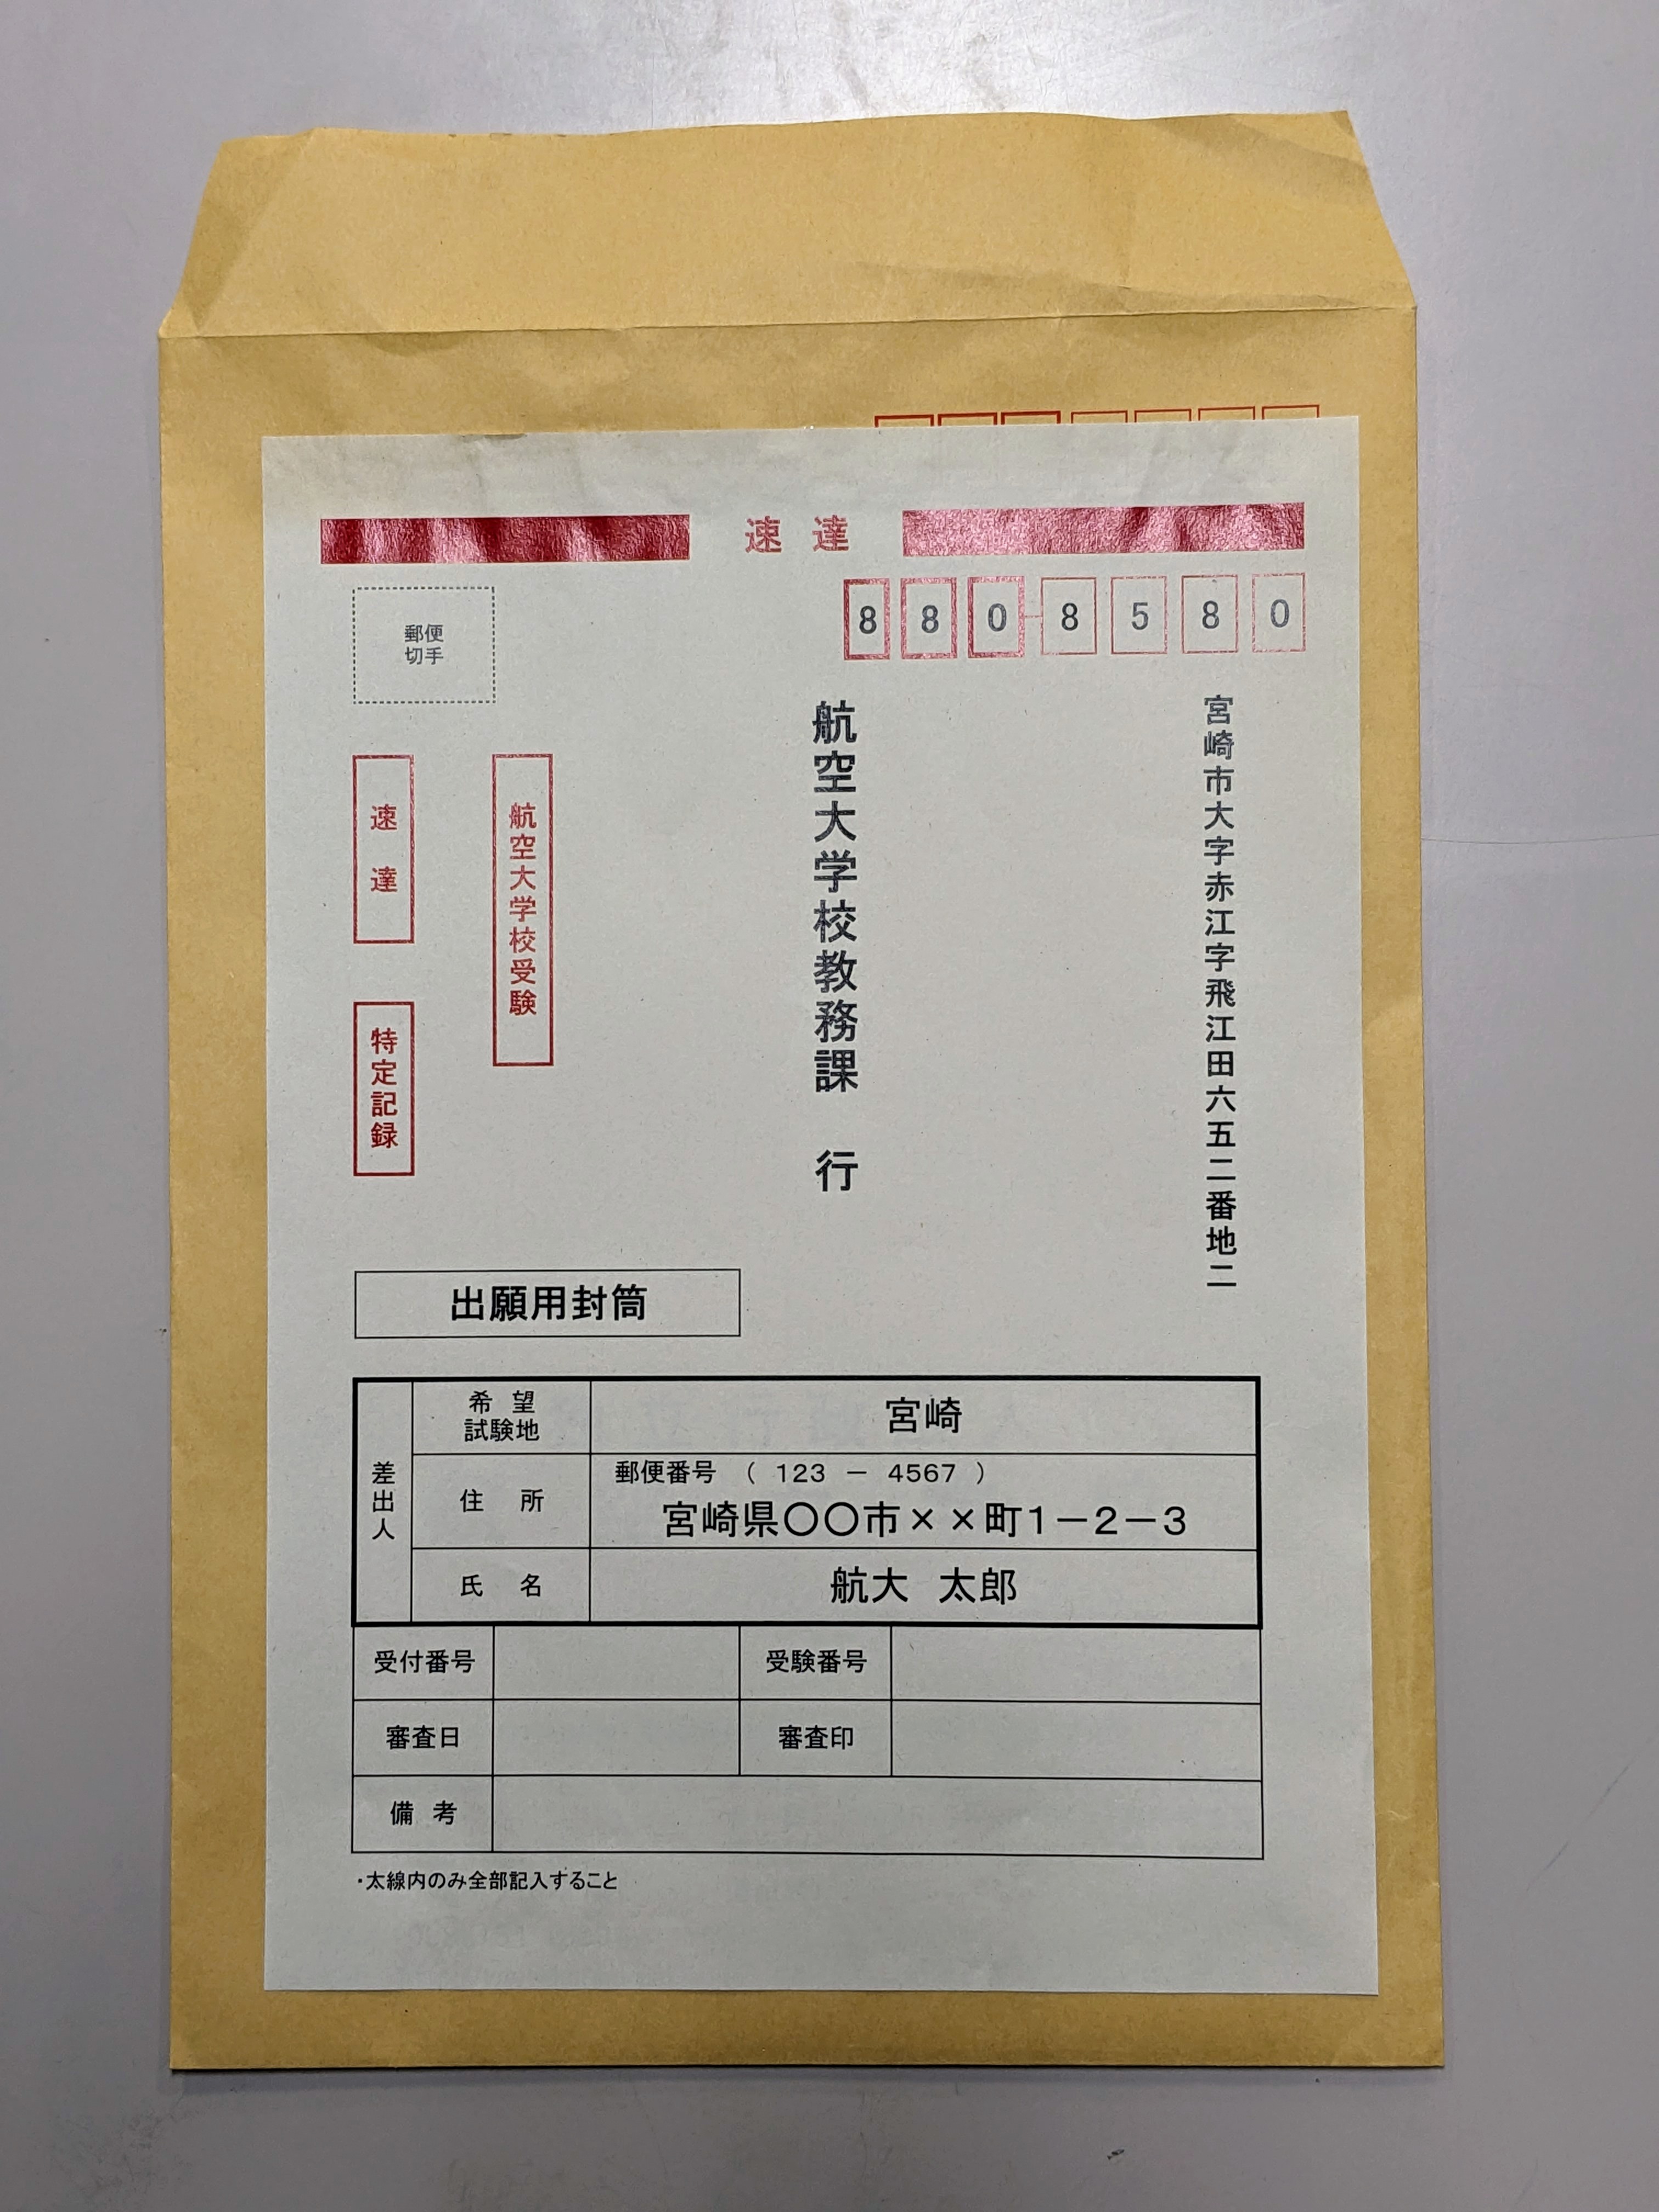 速 達
880-8580
郵便
切手
宮崎市大字赤江字飛江田六五二番地二
航空大学校教務課 行
航空大学校受験
速 達
特定記録
出願用封筒
差出人
希 望
試験地
宮崎
住 所
郵便番号 （ 123 － 4567 ）
宮崎県〇〇市××町1－2－3
氏 名
航大 太郎
受付番号
受験番号
審査日
審査印
備 考
・太線内のみ全部記入すること